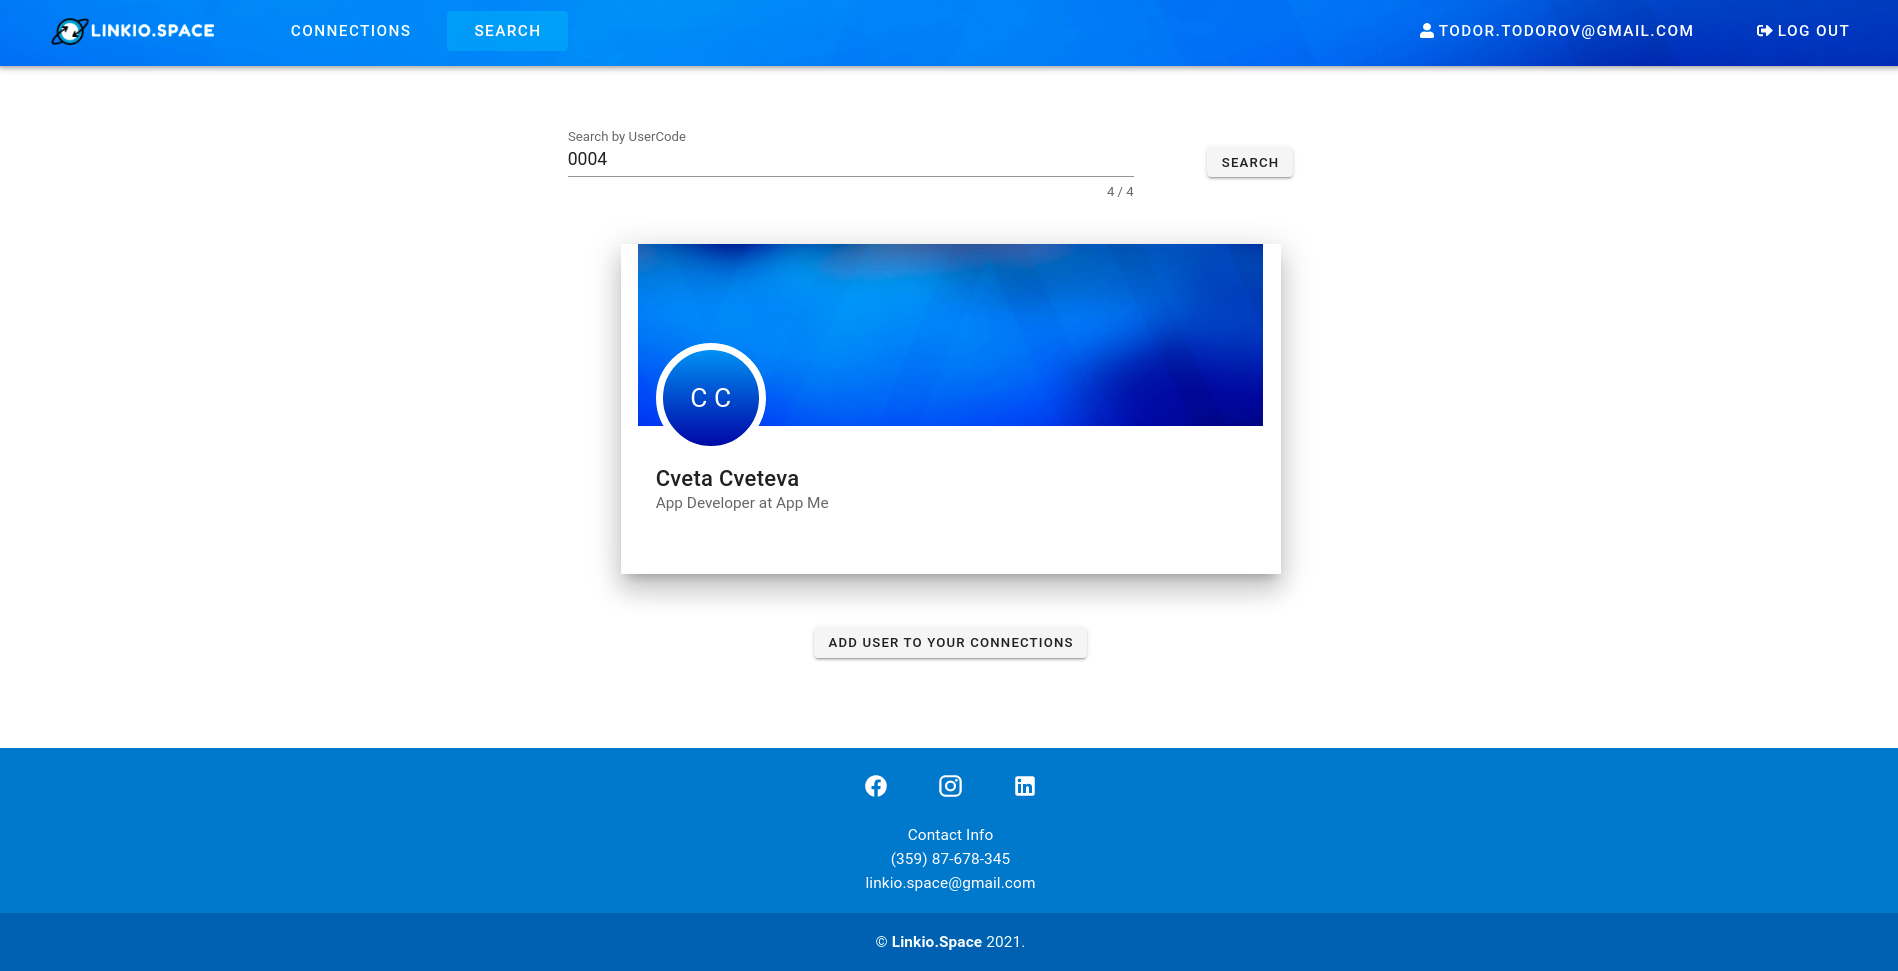 LINKIO.SPACE CONNECTIONS SEARCH TODOR.TODOROV@GMAIL.COM LOG OUT
Search by UserCode
0004
SEARCH
4 / 4
C C
Cveta Cveteva
App Developer at App Me
ADD USER TO YOUR CONNECTIONS
Contact Info
(359) 87-678-345
linkio.space@gmail.com
© Linkio.Space 2021.